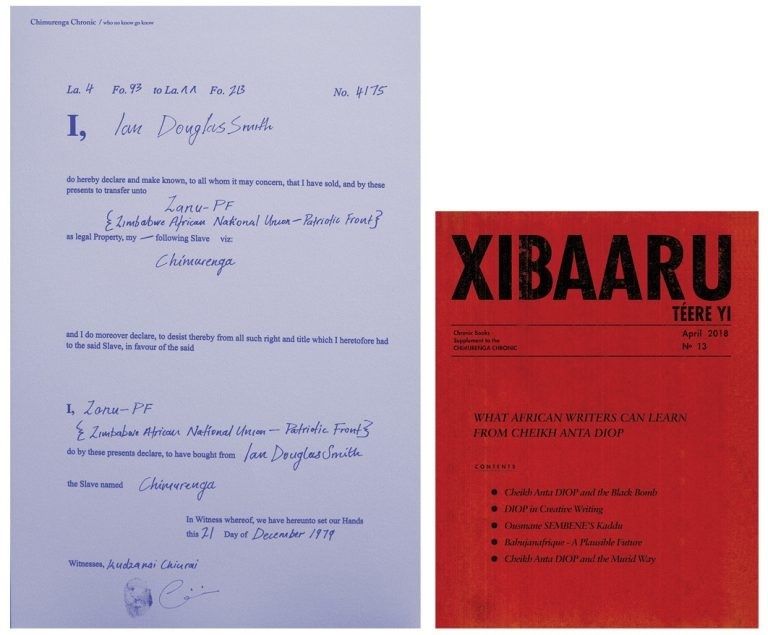 Chimurenga Chronic / who no know go know
La. 4 Fo. 93 to La. 11 Fo. 213 No. 4175
I, Ian Douglas Smith
do hereby declare and make known, to all whom it may concern, that I have sold, and by these
presents to transfer unto
Zanu-PF
{Zimbabwe African National Union – Patriotic Front}
as legal Property, my — following Slave viz:
Chimurenga
and I do moreover declare, to desist thereby from all such right and title which I heretofore had
to the said Slave, in favour of the said
I, Zanu-PF
{Zimbabwe African National Union – Patriotic Front}
do by these presents declare, to have bought from Ian Douglas Smith
the Slave named Chimurenga
In Witness whereof, we have hereunto set our Hands
this 21 Day of December 1979
Witnesses, Kudzanai Chiurai
XIBAARU
TÉERE YI
Chronic Books
Supplement to the
CHIMURENGA CHRONIC
April 2018
Nº 13
WHAT AFRICAN WRITERS CAN LEARN
FROM CHEIKH ANTA DIOP
CONTENTS
● Cheikh Anta DIOP and the Black Bomb
● DIOP in Creative Writing
● Ousmane SEMBENE'S Kaddu
● Bahujanafrique - A Plausible Future
● Cheikh Anta DIOP and the Murid Way